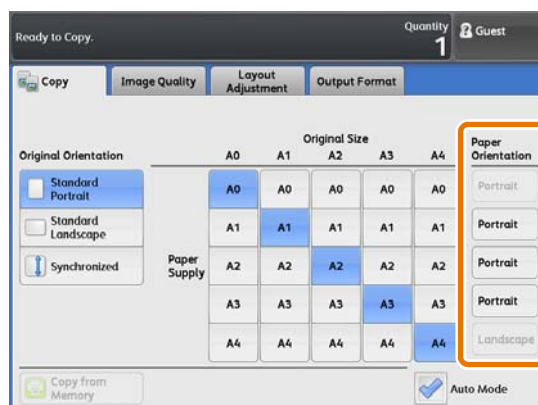 Ready to Copy.
Quantity
1
Guest
Copy
Image Quality
Layout
Adjustment
Output Format
Original Size
Original Orientation
A0 A1 A2 A3 A4
Paper
Orientation
Standard
Portrait
A0 A0 A0 A0 A0
Portrait
Standard
Landscape
A1 A1 A1 A1 A1
Portrait
Synchronized
Paper
Supply
A2 A2 A2 A2 A2
Portrait
A3 A3 A3 A3 A3
Portrait
A4 A4 A4 A4 A4
Landscape
Copy from
Memory
Auto Mode